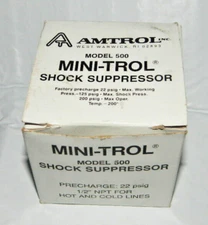 AMTROL INC.
WEST WARWICK, RI 02893
MODEL 500
MINI-TROL®
SHOCK SUPPRESSOR
Factory precharge 22 psig - Max. Working
Press.-125 psig - Max. Shock Press.
200 psig - Max Oper.
Temp. - 200°
MINI-TROL®
MODEL 500
SHOCK SUPPRESSOR
PRECHARGE: 22 psig
1/2" NPT FOR
HOT AND COLD LINES